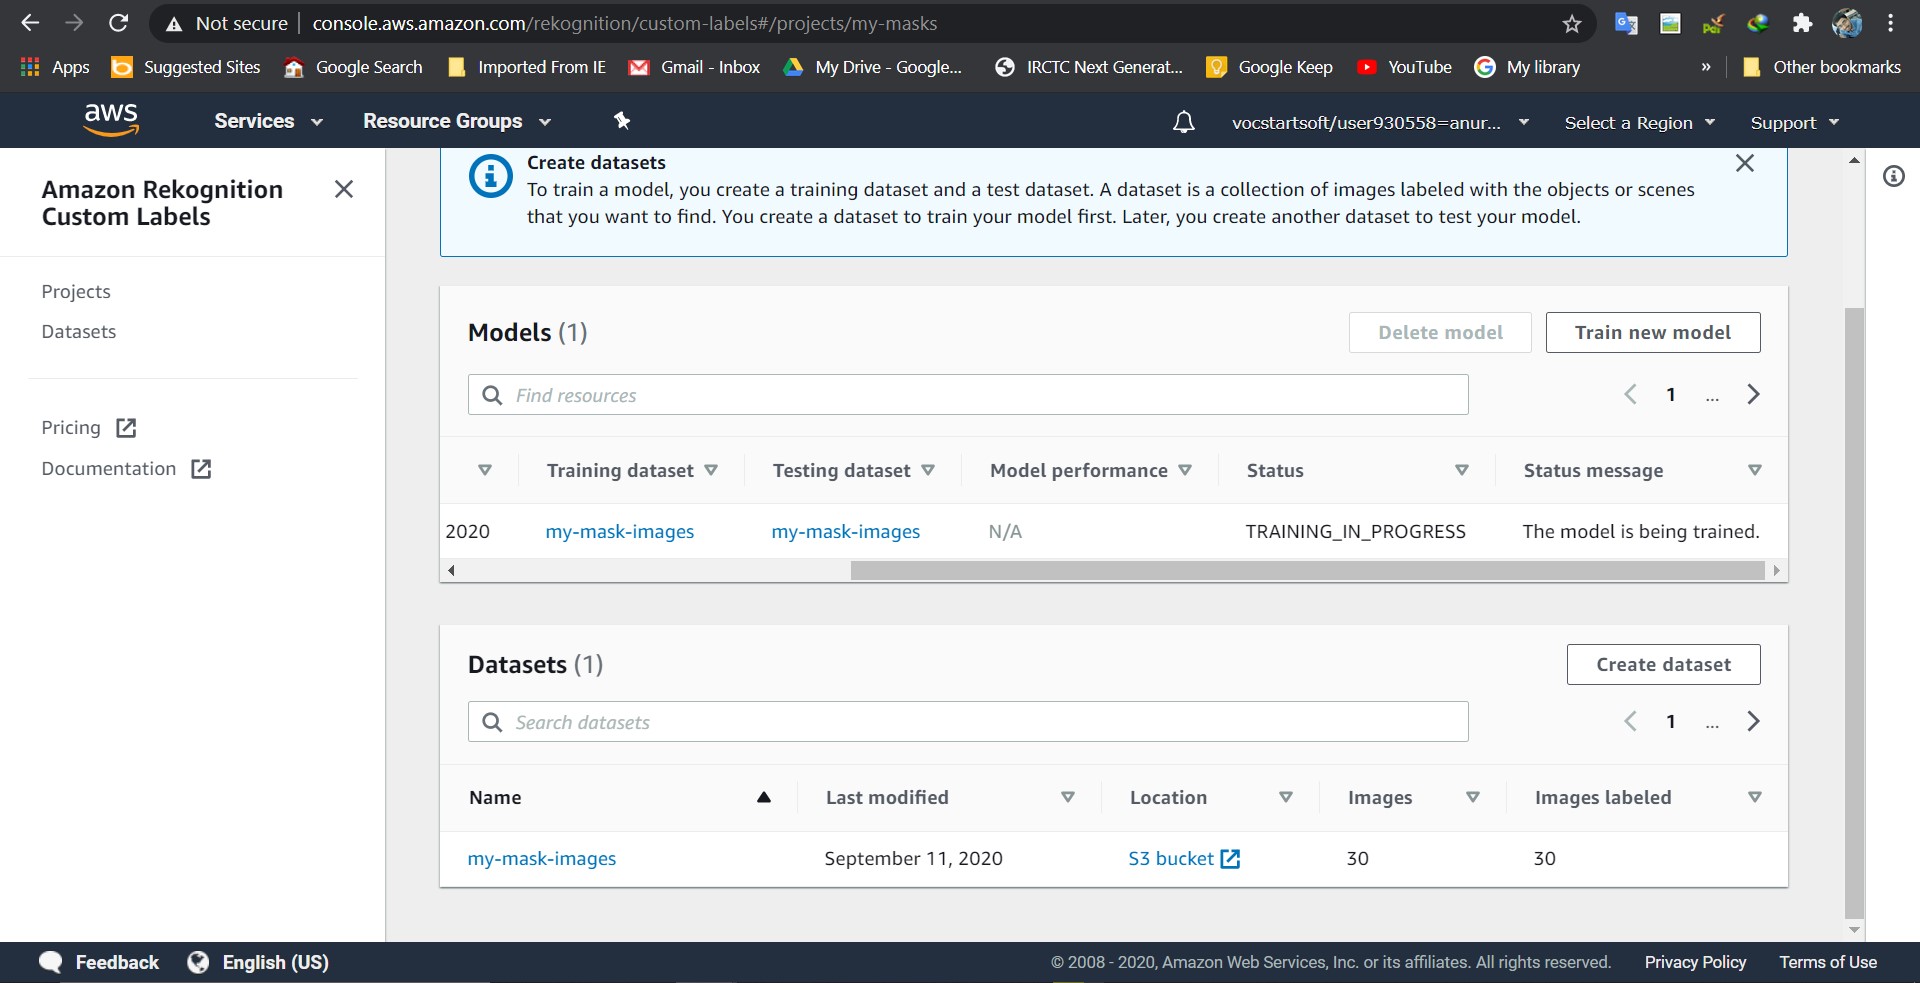 Not secure | console.aws.amazon.com/rekognition/custom-labels#/projects/my-masks
Apps Suggested Sites Google Search Imported From IE Gmail - Inbox My Drive - Google... IRCTC Next Generat... Google Keep YouTube My library » Other bookmarks
aws Services Resource Groups vocstartsoft/user930558=anur... Select a Region Support
Amazon Rekognition
Custom Labels
Projects
Datasets
Pricing
Documentation
Create datasets
To train a model, you create a training dataset and a test dataset. A dataset is a collection of images labeled with the objects or scenes
that you want to find. You create a dataset to train your model first. Later, you create another dataset to test your model.
Models (1) Delete model Train new model
Find resources 1 ...
Training dataset Testing dataset Model performance Status Status message
2020 my-mask-images my-mask-images N/A TRAINING_IN_PROGRESS The model is being trained.
Datasets (1) Create dataset
Search datasets 1 ...
Name Last modified Location Images Images labeled
my-mask-images September 11, 2020 S3 bucket 30 30
Feedback English (US) © 2008 - 2020, Amazon Web Services, Inc. or its affiliates. All rights reserved. Privacy Policy Terms of Use